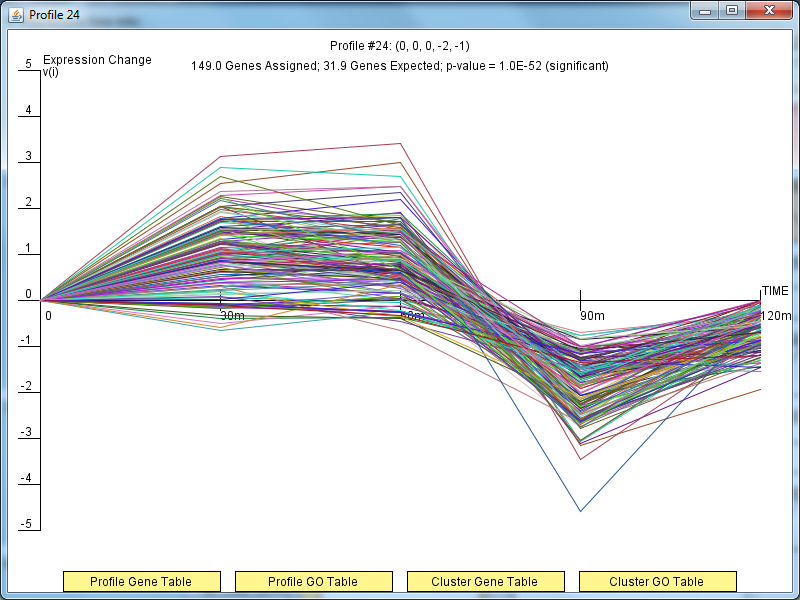 Profile 24
Profile #24: (0, 0, 0, -2, -1)
149.0 Genes Assigned; 31.9 Genes Expected; p-value = 1.0E-52 (significant)
Expression Change
v(i)
5
4
3
2
1
0
-1
-2
-3
-4
-5
TIME
0
30m
60m
90m
120m
Profile Gene Table
Profile GO Table
Cluster Gene Table
Cluster GO Table